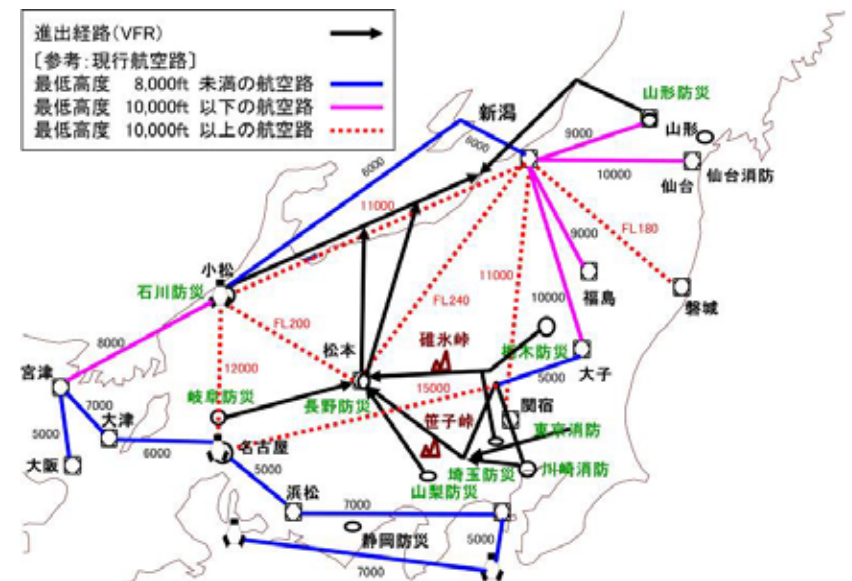 進出経路(VFR)
〔参考:現行航空路〕
最低高度 8,000ft 未満の航空路
最低高度 10,000ft 以下の航空路
最低高度 10,000ft 以上の航空路
新潟
山形防災
山形
9000
6000
6000
10000
仙台
仙台消防
11000
9000
FL180
小松
石川防災
11000
福島
磐城
FL240
FL200
10000
8000
松本
碓氷峠
栃木防災
宮津
12000
大子
岐阜防災
長野防災
15000
5000
7000
大津
関宿
笹子峠
東京消防
5000
6000
名古屋
大阪
埼玉防災
川崎消防
5000
山梨防災
浜松
7000
静岡防災
5000
7000